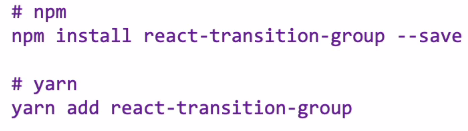 # npm
npm install react-transition-group --save
# yarn
yarn add react-transition-group